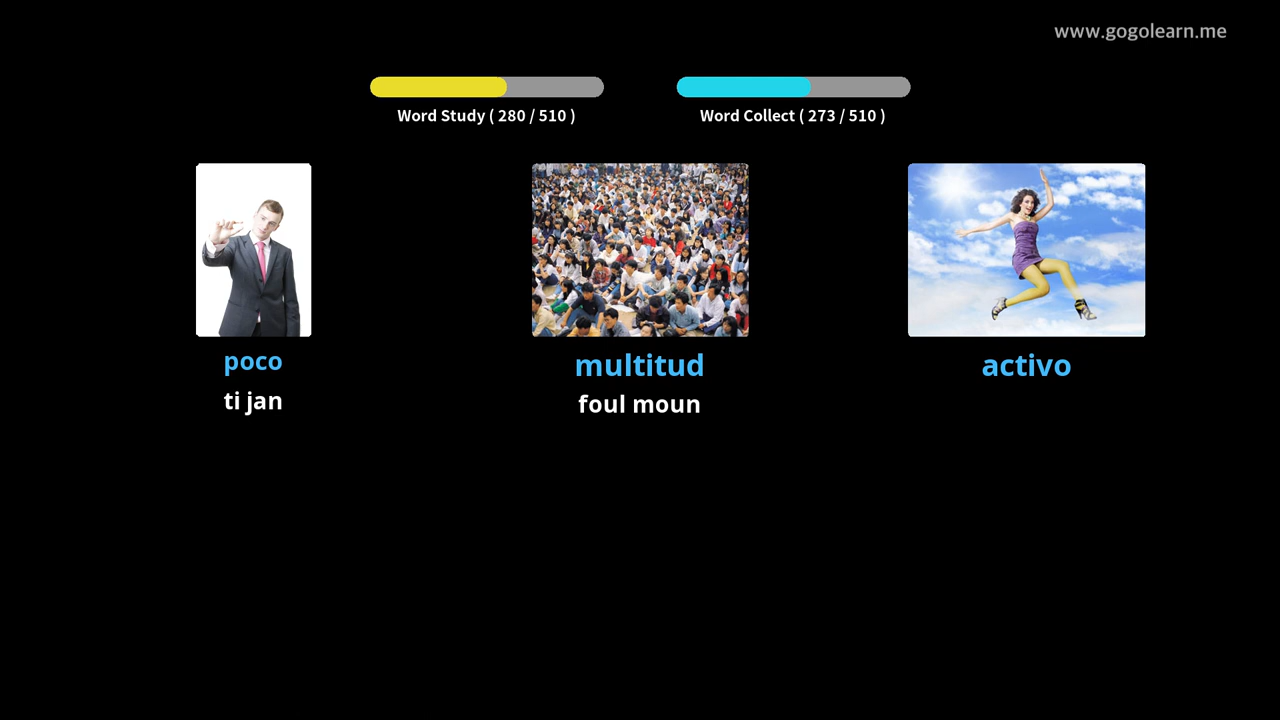 www.gogolearn.me
Word Study ( 280 / 510 )
Word Collect ( 273 / 510 )
poco
ti jan
multitud
foul moun
activo